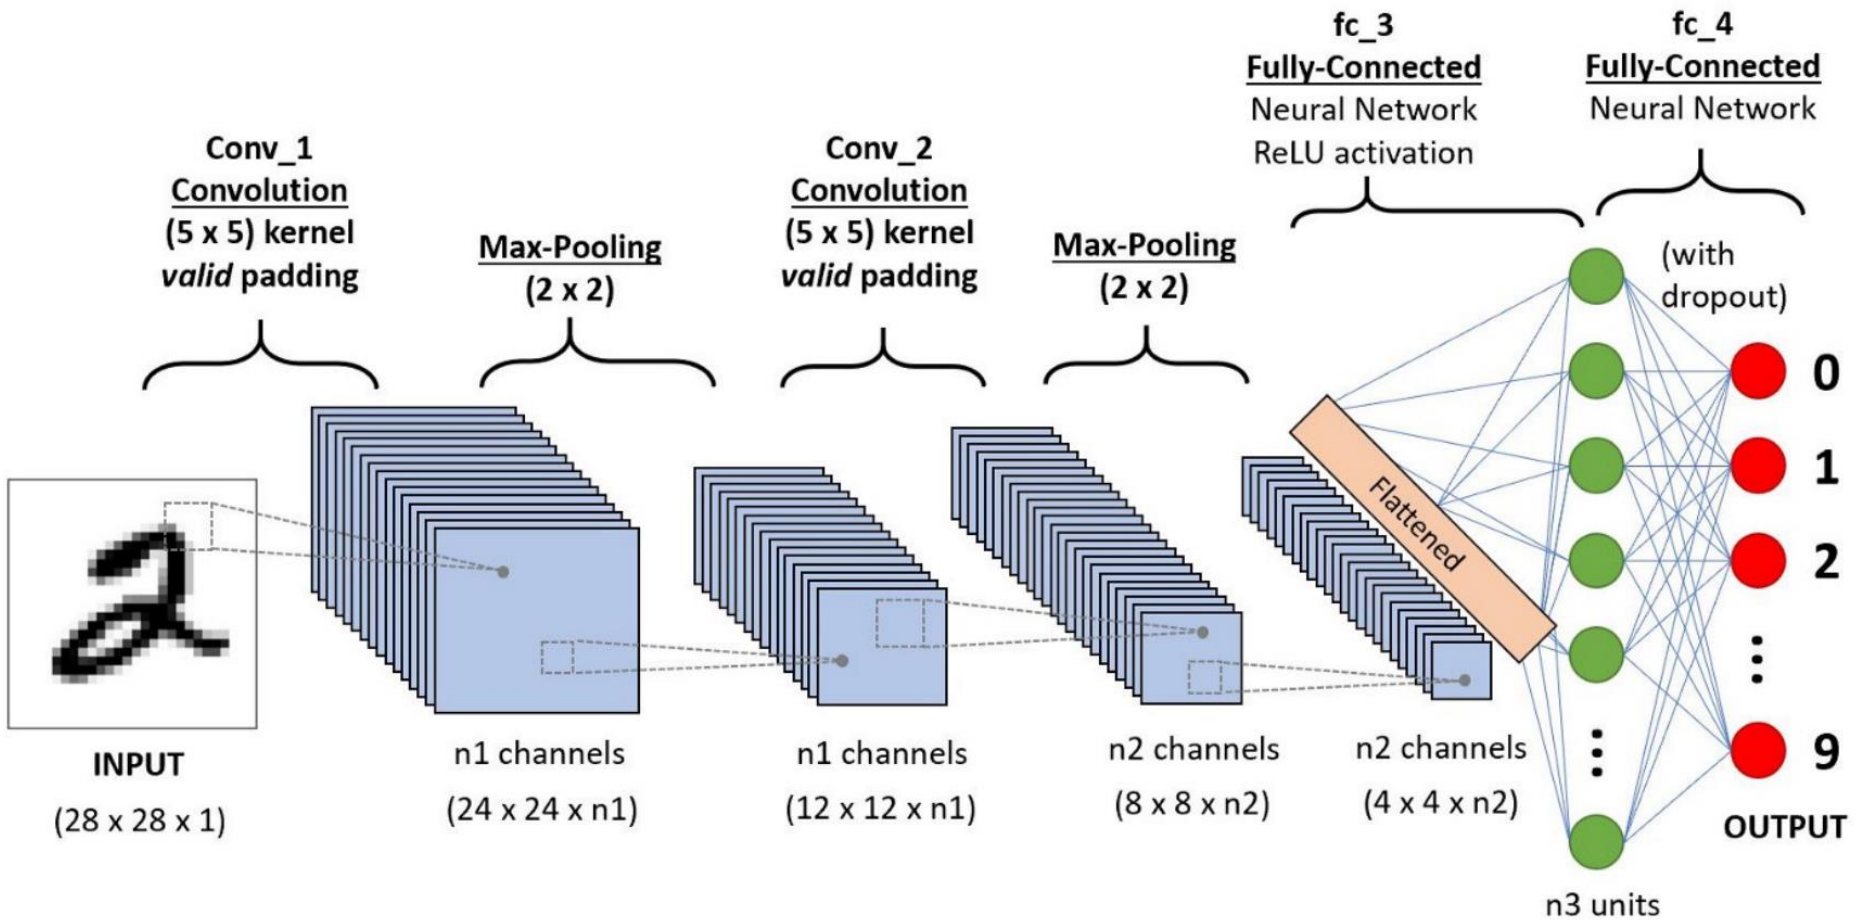 Conv_1
Convolution
(5 x 5) kernel
valid padding
Max-Pooling
(2 x 2)
Conv_2
Convolution
(5 x 5) kernel
valid padding
Max-Pooling
(2 x 2)
fc_3
Fully-Connected
Neural Network
ReLU activation
fc_4
Fully-Connected
Neural Network
(with
dropout)
2
INPUT
(28 x 28 x 1)
n1 channels
(24 x 24 x n1)
n1 channels
(12 x 12 x n1)
n2 channels
(8 x 8 x n2)
n2 channels
(4 x 4 x n2)
Flattened
n3 units
0
1
2
9
OUTPUT